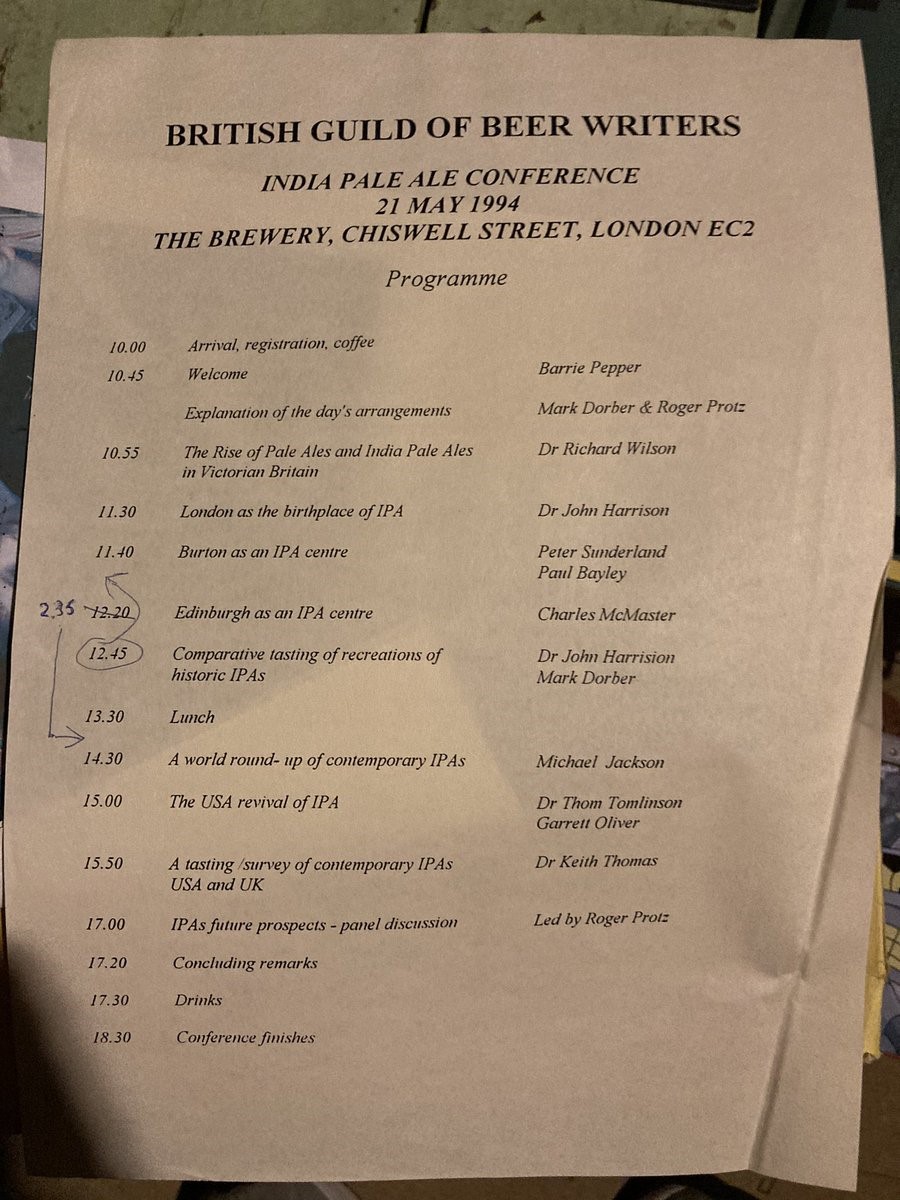 BRITISH GUILD OF BEER WRITERS
INDIA PALE ALE CONFERENCE
21 MAY 1994
THE BREWERY, CHISWELL STREET, LONDON EC2
Programme
10.00 Arrival, registration, coffee
10.45 Welcome Barrie Pepper
Explanation of the day's arrangements Mark Dorber & Roger Protz
10.55 The Rise of Pale Ales and India Pale Ales Dr Richard Wilson
in Victorian Britain
11.30 London as the birthplace of IPA Dr John Harrison
11.40 Burton as an IPA centre Peter Sunderland
Paul Bayley
2.35 12.20 Edinburgh as an IPA centre Charles McMaster
12.45 Comparative tasting of recreations of Dr John Harrision
historic IPAs Mark Dorber
13.30 Lunch
14.30 A world round- up of contemporary IPAs Michael Jackson
15.00 The USA revival of IPA Dr Thom Tomlinson
Garrett Oliver
15.50 A tasting /survey of contemporary IPAs Dr Keith Thomas
USA and UK
17.00 IPAs future prospects - panel discussion Led by Roger Protz
17.20 Concluding remarks
17.30 Drinks
18.30 Conference finishes